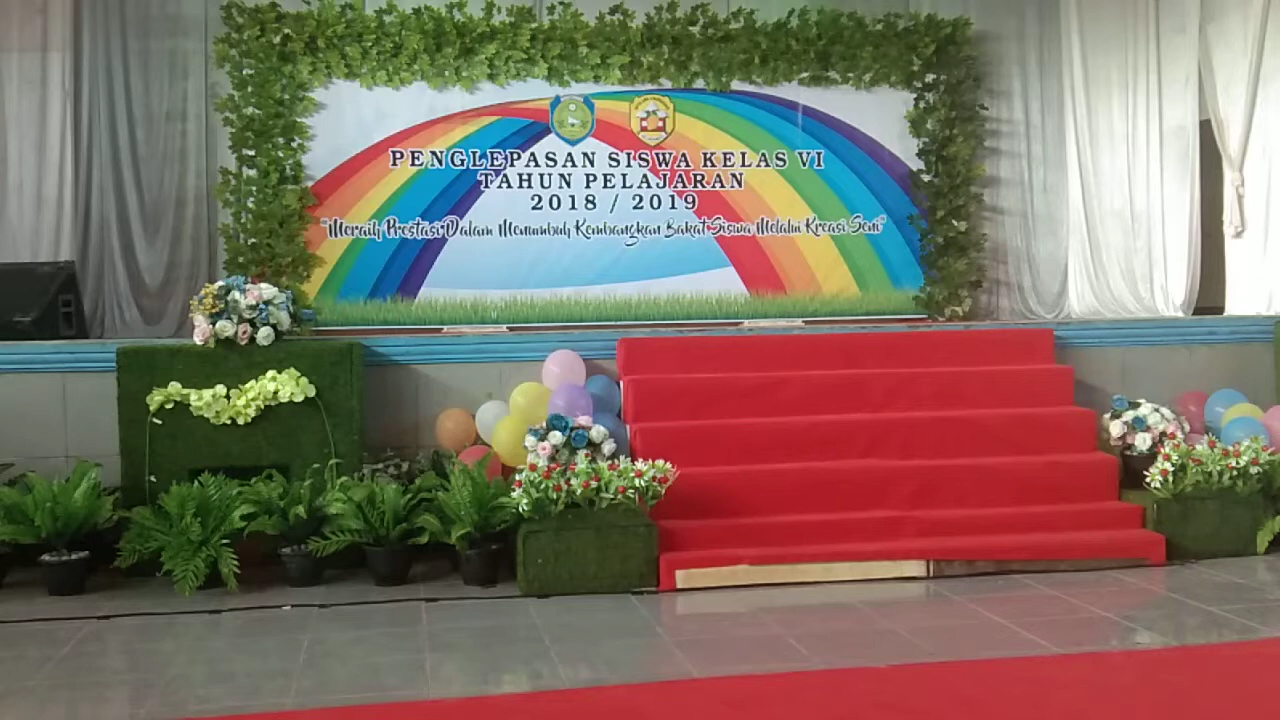 PENGLEPASAN SISWA KELAS VI
TAHUN PELAJARAN
2018 / 2019
"Meraih Prestasi Dalam Menumbuh Kembangkan Bakat Siswa Melalui Kreasi Seni"